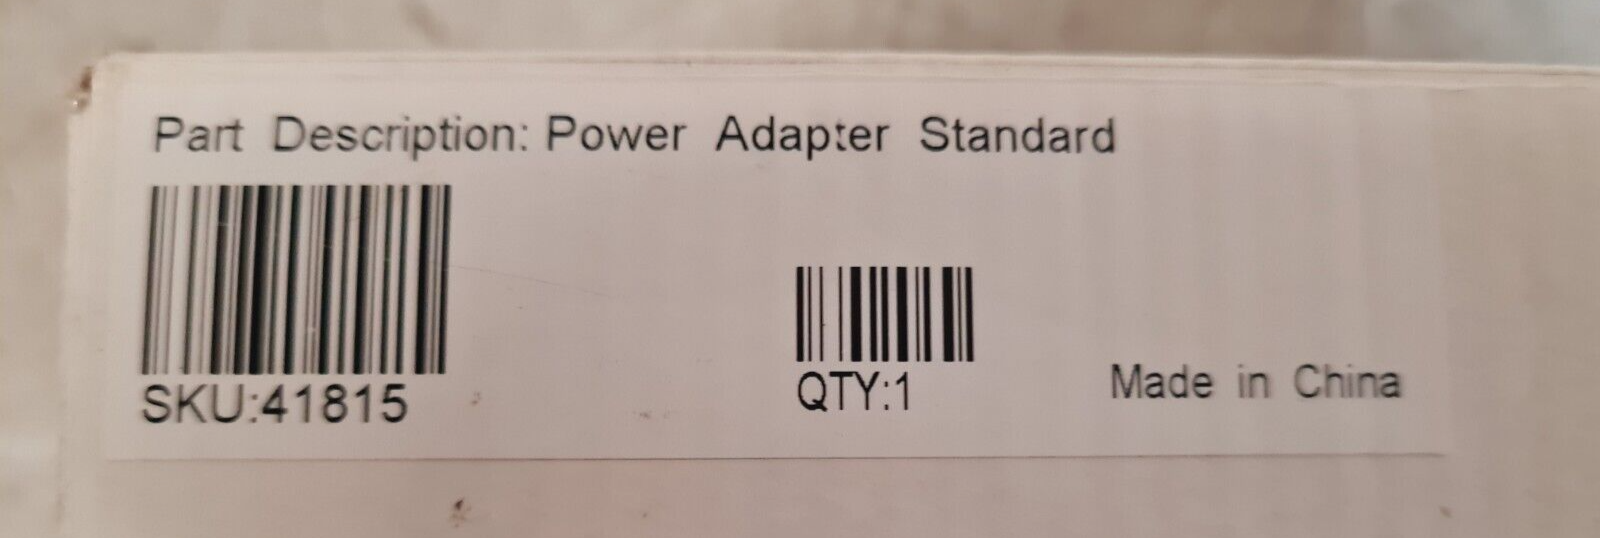 Part Description: Power Adapter Standard
SKU:41815
QTY:1
Made in China